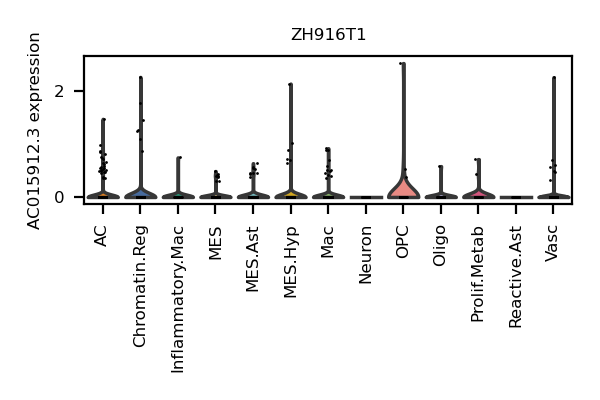 ZH916T1
AC015912.3 expression
2
0
AC
Chromatin.Reg
Inflammatory.Mac
MES
MES.Ast
MES.Hyp
Mac
Neuron
OPC
Oligo
Prolif.Metab
Reactive.Ast
Vasc